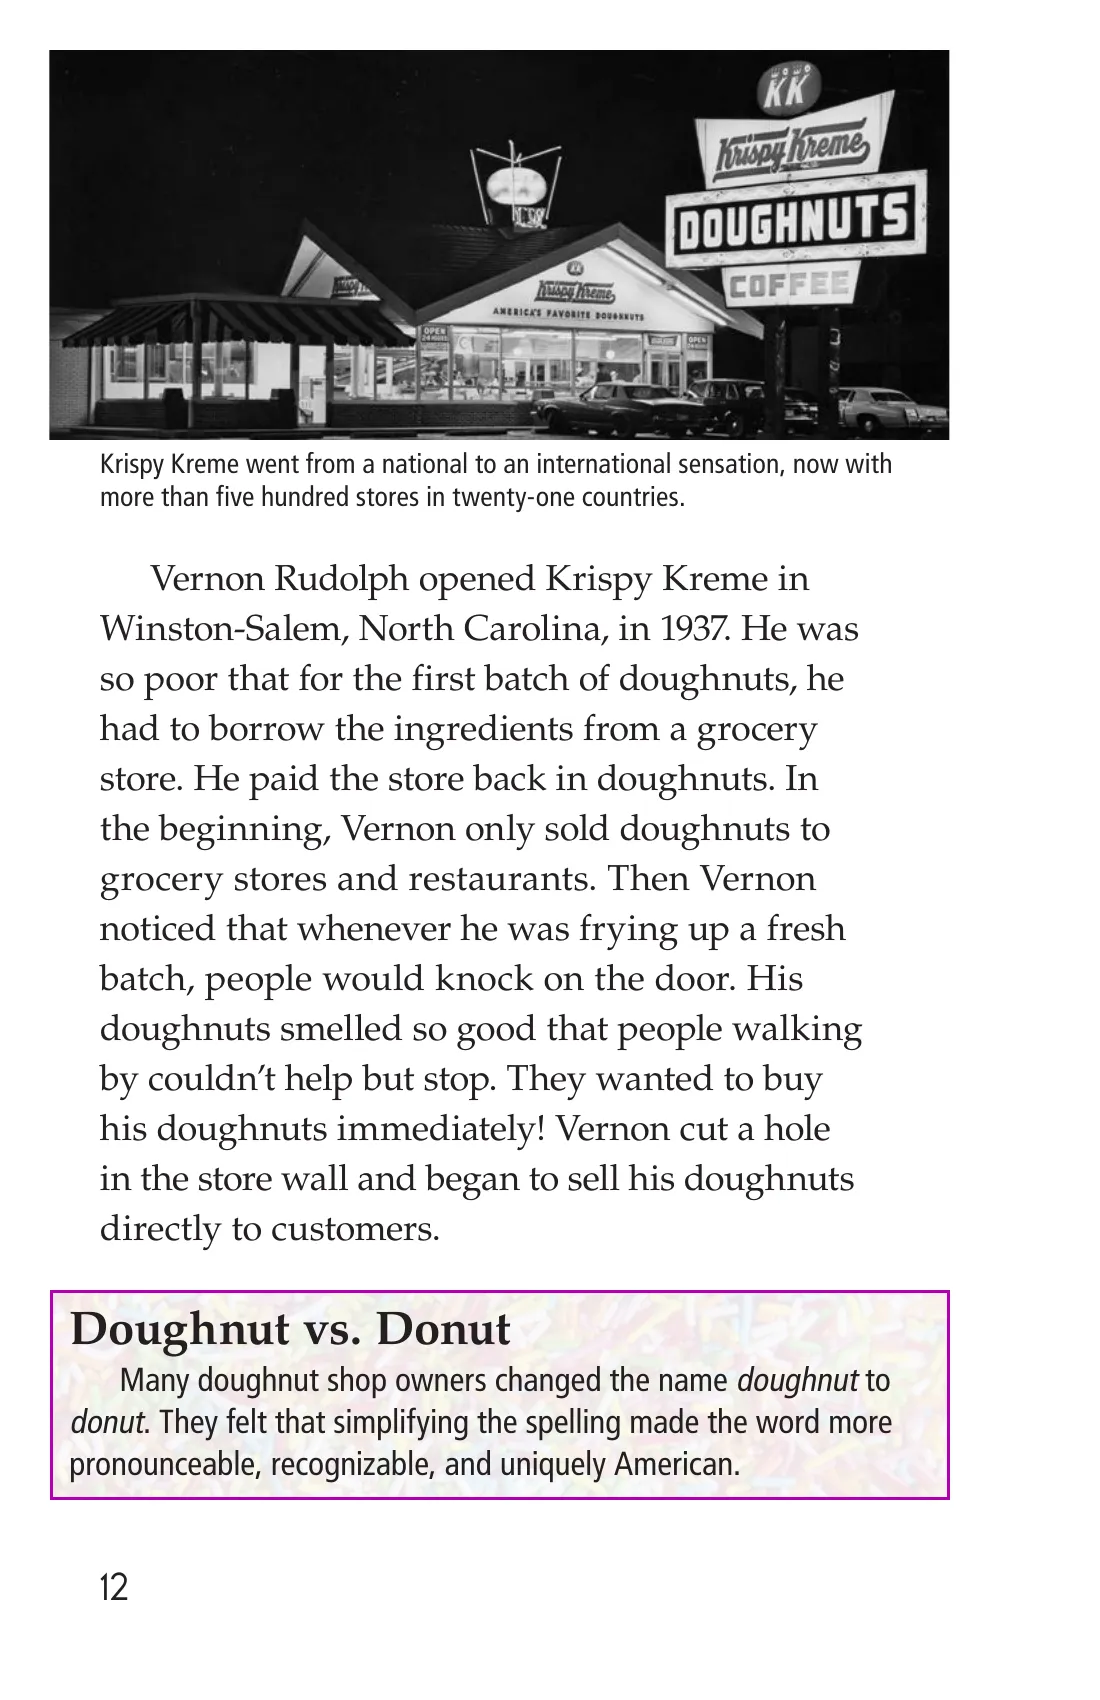 KK
Krispy Kreme
DOUGHNUTS
COFFEE
KK
Krispy Kreme
AMERICA'S FAVORITE DOUGHNUTS
OPEN
24 HOURS
OPEN
Krispy Kreme went from a national to an international sensation, now with
more than five hundred stores in twenty-one countries.
Vernon Rudolph opened Krispy Kreme in
Winston-Salem, North Carolina, in 1937. He was
so poor that for the first batch of doughnuts, he
had to borrow the ingredients from a grocery
store. He paid the store back in doughnuts. In
the beginning, Vernon only sold doughnuts to
grocery stores and restaurants. Then Vernon
noticed that whenever he was frying up a fresh
batch, people would knock on the door. His
doughnuts smelled so good that people walking
by couldn’t help but stop. They wanted to buy
his doughnuts immediately! Vernon cut a hole
in the store wall and began to sell his doughnuts
directly to customers.
Doughnut vs. Donut
Many doughnut shop owners changed the name doughnut to
donut. They felt that simplifying the spelling made the word more
pronounceable, recognizable, and uniquely American.
12